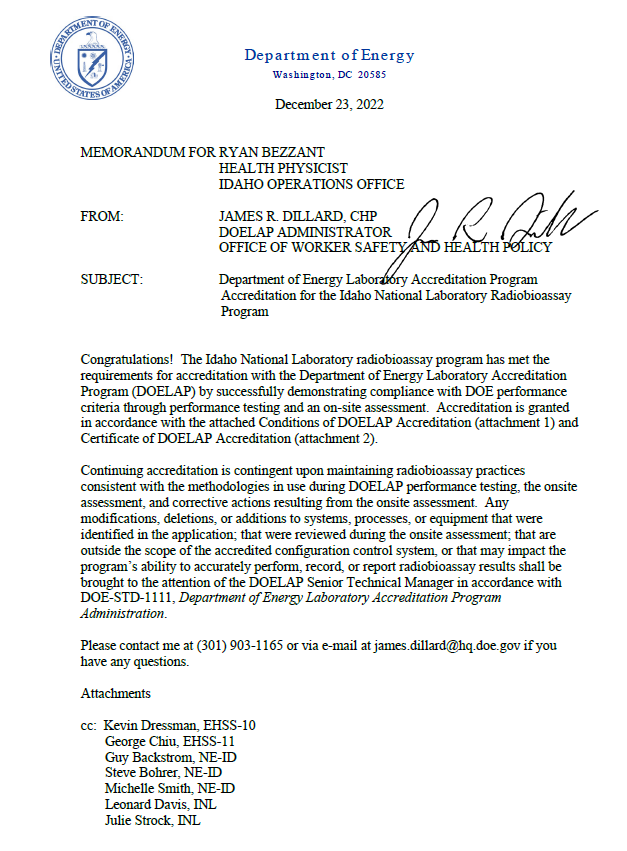 DEPARTMENT OF ENERGY
UNITED STATES OF AMERICA
Department of Energy
Washington, DC 20585
December 23, 2022
MEMORANDUM FOR RYAN BEZZANT
HEALTH PHYSICIST
IDAHO OPERATIONS OFFICE
FROM: JAMES R. DILLARD, CHP
DOELAP ADMINISTRATOR
OFFICE OF WORKER SAFETY AND HEALTH POLICY
SUBJECT: Department of Energy Laboratory Accreditation Program
Accreditation for the Idaho National Laboratory Radiobioassay
Program
Congratulations! The Idaho National Laboratory radiobioassay program has met the
requirements for accreditation with the Department of Energy Laboratory Accreditation
Program (DOELAP) by successfully demonstrating compliance with DOE performance
criteria through performance testing and an on-site assessment. Accreditation is granted
in accordance with the attached Conditions of DOELAP Accreditation (attachment 1) and
Certificate of DOELAP Accreditation (attachment 2).
Continuing accreditation is contingent upon maintaining radiobioassay practices
consistent with the methodologies in use during DOELAP performance testing, the onsite
assessment, and corrective actions resulting from the onsite assessment. Any
modifications, deletions, or additions to systems, processes, or equipment that were
identified in the application; that were reviewed during the onsite assessment; that are
outside the scope of the accredited configuration control system, or that may impact the
program's ability to accurately perform, record, or report radiobioassay results shall be
brought to the attention of the DOELAP Senior Technical Manager in accordance with
DOE-STD-1111, Department of Energy Laboratory Accreditation Program
Administration.
Please contact me at (301) 903-1165 or via e-mail at james.dillard@hq.doe.gov if you
have any questions.
Attachments
cc: Kevin Dressman, EHSS-10
George Chiu, EHSS-11
Guy Backstrom, NE-ID
Steve Bohrer, NE-ID
Michelle Smith, NE-ID
Leonard Davis, INL
Julie Strock, INL